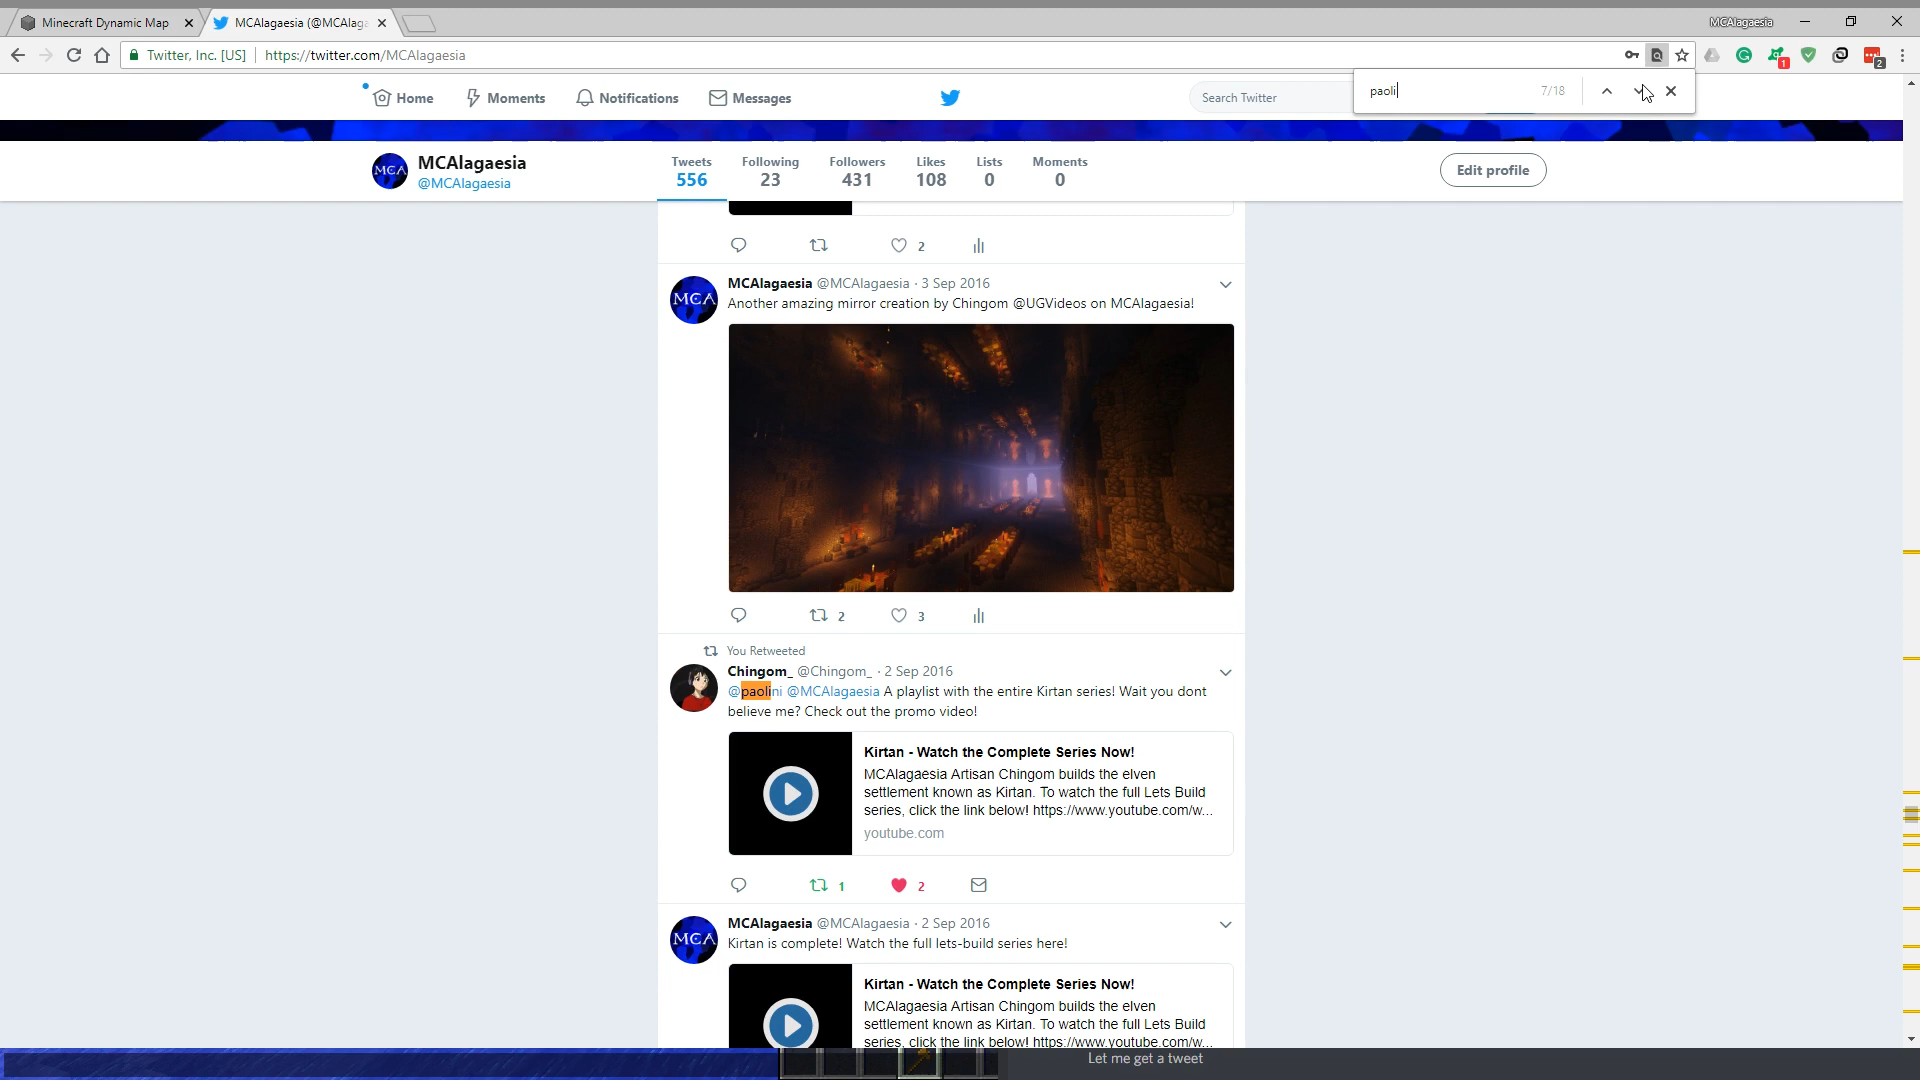 Minecraft Dynamic Map
MCAlagaesia (@MCAlaga
MCAlagaesia
Twitter, Inc. [US] https://twitter.com/MCAlagaesia
1
2
paoli 7/18
Home Moments Notifications Messages Search Twitter
MCA
MCAlagaesia
@MCAlagaesia
Tweets Following Followers Likes Lists Moments
556 23 431 108 0 0
Edit profile
2
MCA
MCAlagaesia @MCAlagaesia · 3 Sep 2016
Another amazing mirror creation by Chingom @UGVideos on MCAlagaesia!
2 3
You Retweeted
Chingom_ @Chingom_ · 2 Sep 2016
@paolini @MCAlagaesia A playlist with the entire Kirtan series! Wait you dont
believe me? Check out the promo video!
Kirtan - Watch the Complete Series Now!
MCAlagaesia Artisan Chingom builds the elven
settlement known as Kirtan. To watch the full Lets Build
series, click the link below! https://www.youtube.com/w...
youtube.com
1 2
MCA
MCAlagaesia @MCAlagaesia · 2 Sep 2016
Kirtan is complete! Watch the full lets-build series here!
Kirtan - Watch the Complete Series Now!
MCAlagaesia Artisan Chingom builds the elven
settlement known as Kirtan. To watch the full Lets Build
series, click the link below! https://www.youtube.com/w...
Let me get a tweet